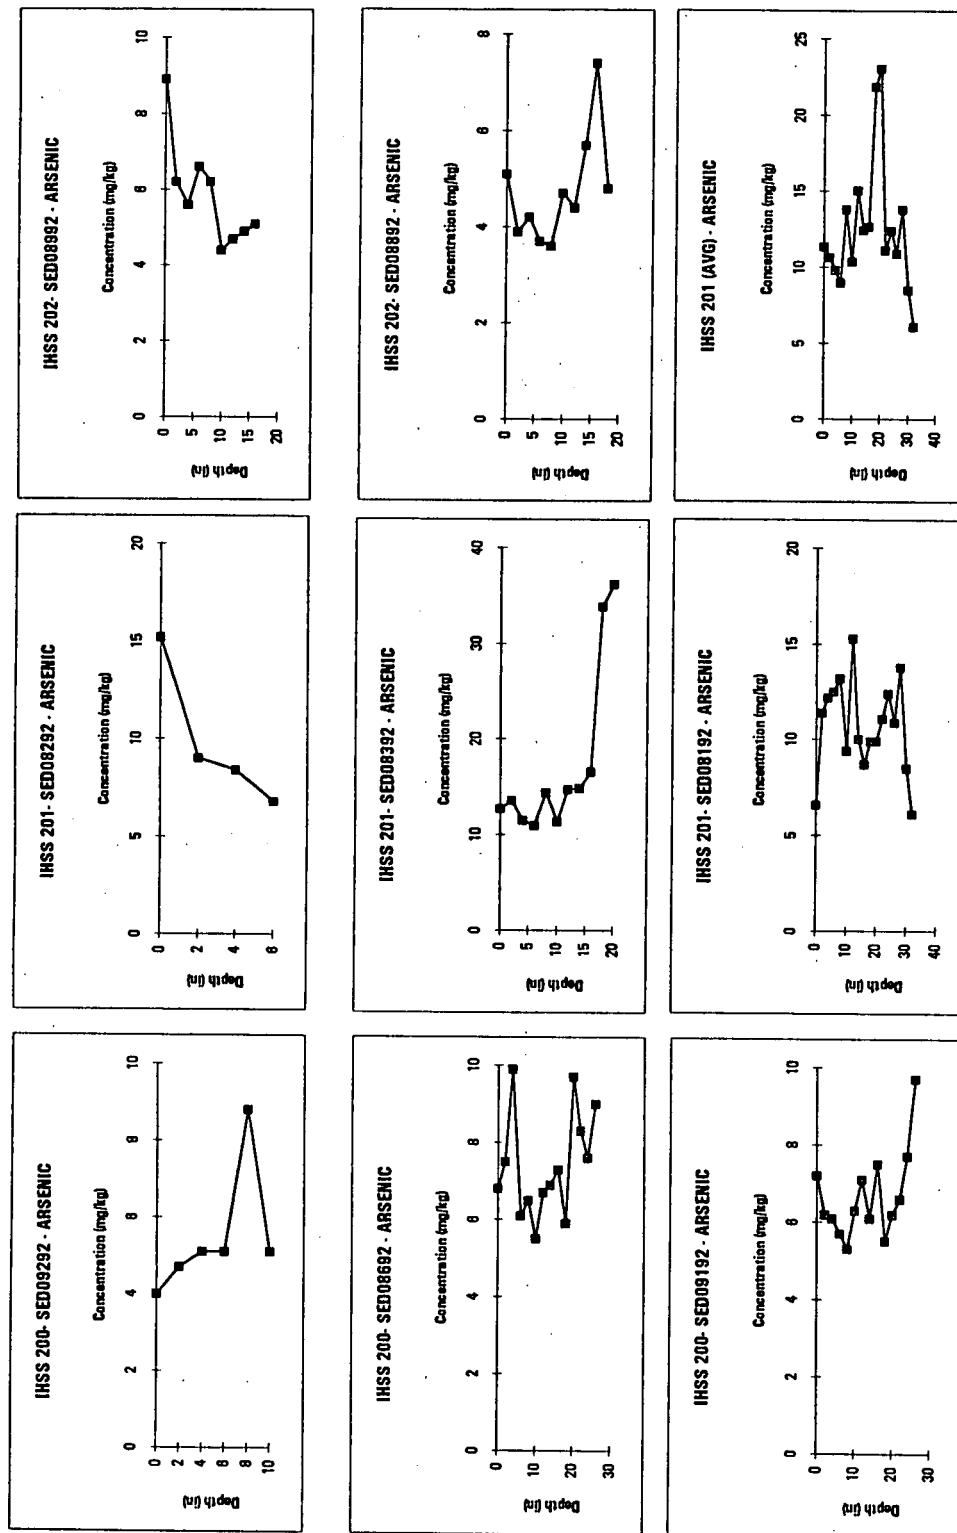 IHSS 200- SED09292 - ARSENIC
Concentration (mg/kg)
0 2 4 6 8 10
0
2
4
6
8
10
Depth (in)
IHSS 201- SED08292 - ARSENIC
Concentration (mg/kg)
0 5 10 15 20
0
2
4
6
Depth (in)
IHSS 202- SED08992 - ARSENIC
Concentration (mg/kg)
0 2 4 6 8 10
0
5
10
15
20
Depth (in)
IHSS 200- SED08692 - ARSENIC
Concentration (mg/kg)
0 2 4 6 8 10
0
10
20
30
Depth (in)
IHSS 201- SED08392 - ARSENIC
Concentration (mg/kg)
0 10 20 30 40
0
5
10
15
20
Depth (in)
IHSS 202- SED08892 - ARSENIC
Concentration (mg/kg)
0 2 4 6 8
0
5
10
15
20
Depth (in)
IHSS 200- SED09192 - ARSENIC
Concentration (mg/kg)
0 2 4 6 8 10
0
10
20
30
Depth (in)
IHSS 201- SED08192 - ARSENIC
Concentration (mg/kg)
0 5 10 15 20
0
10
20
30
40
Depth (in)
IHSS 201 (AVG) - ARSENIC
Concentration (mg/kg)
0 5 10 15 20 25
0
10
20
30
40
Depth (in)